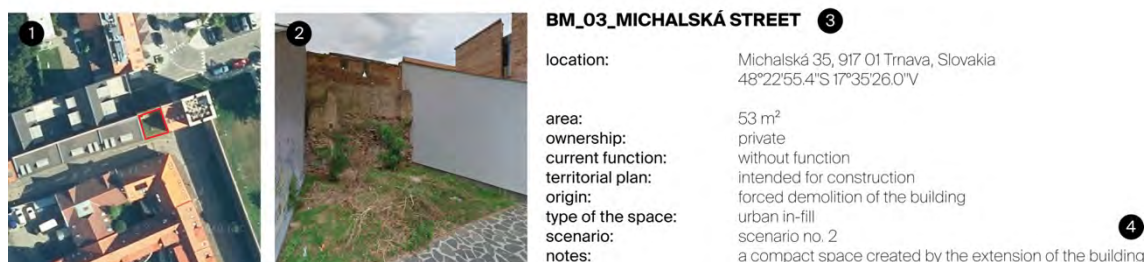 1
2
BM_03_MICHALSKÁ STREET 3
location: Michalská 35, 917 01 Trnava, Slovakia
48°22'55.4"S 17°35'26.0"V
area: 53 m²
ownership: private
current function: without function
territorial plan: intended for construction
origin: forced demolition of the building
type of the space: urban in-fill
scenario: scenario no. 2
4
notes: a compact space created by the extension of the building